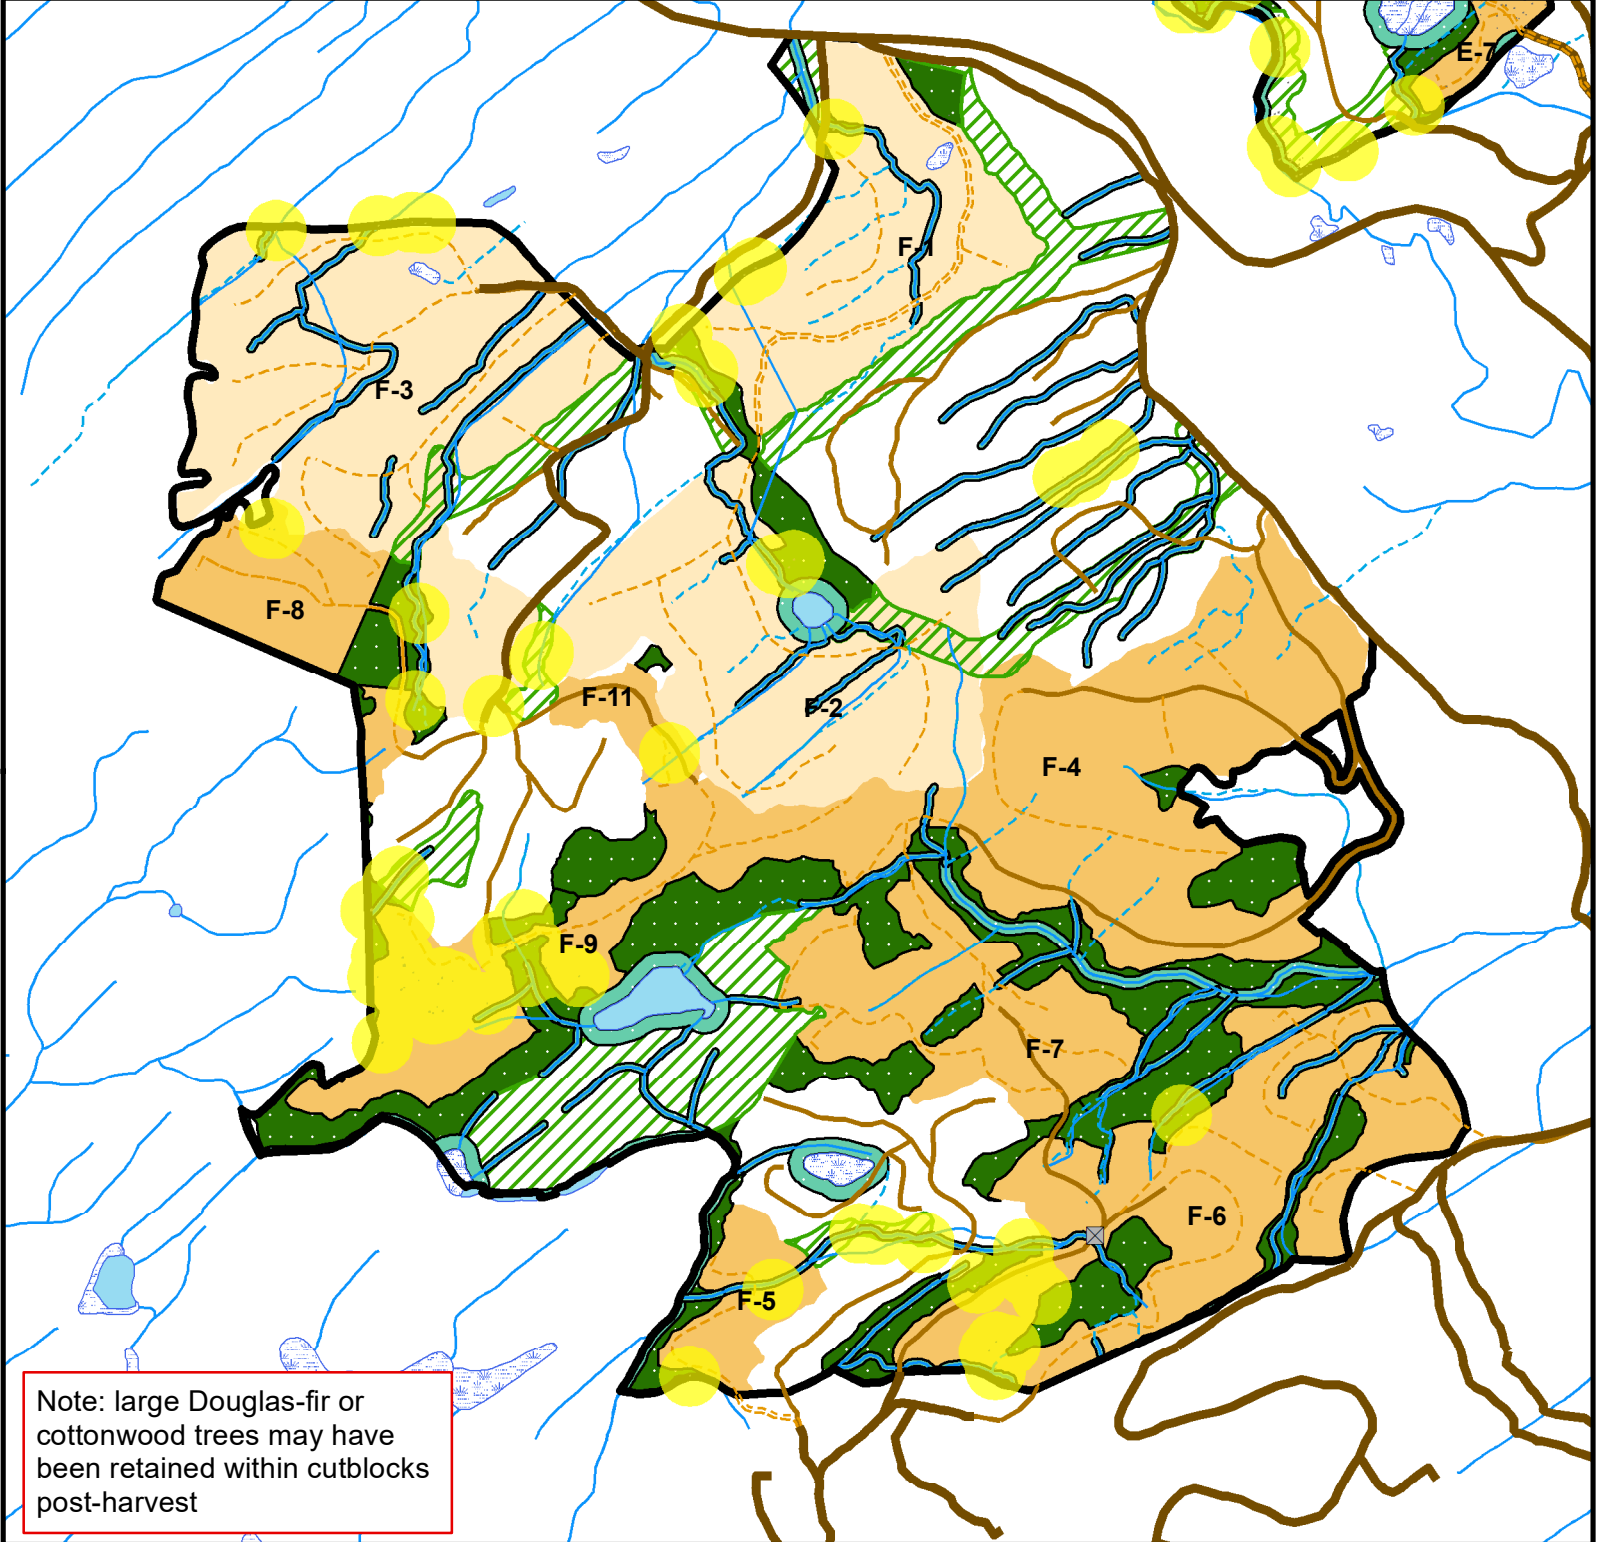 E-7
F-1
F-3
F-8
F-11
F-2
F-4
F-9
F-7
F-6
F-5
Note: large Douglas-fir or
cottonwood trees may have
been retained within cutblocks
post-harvest